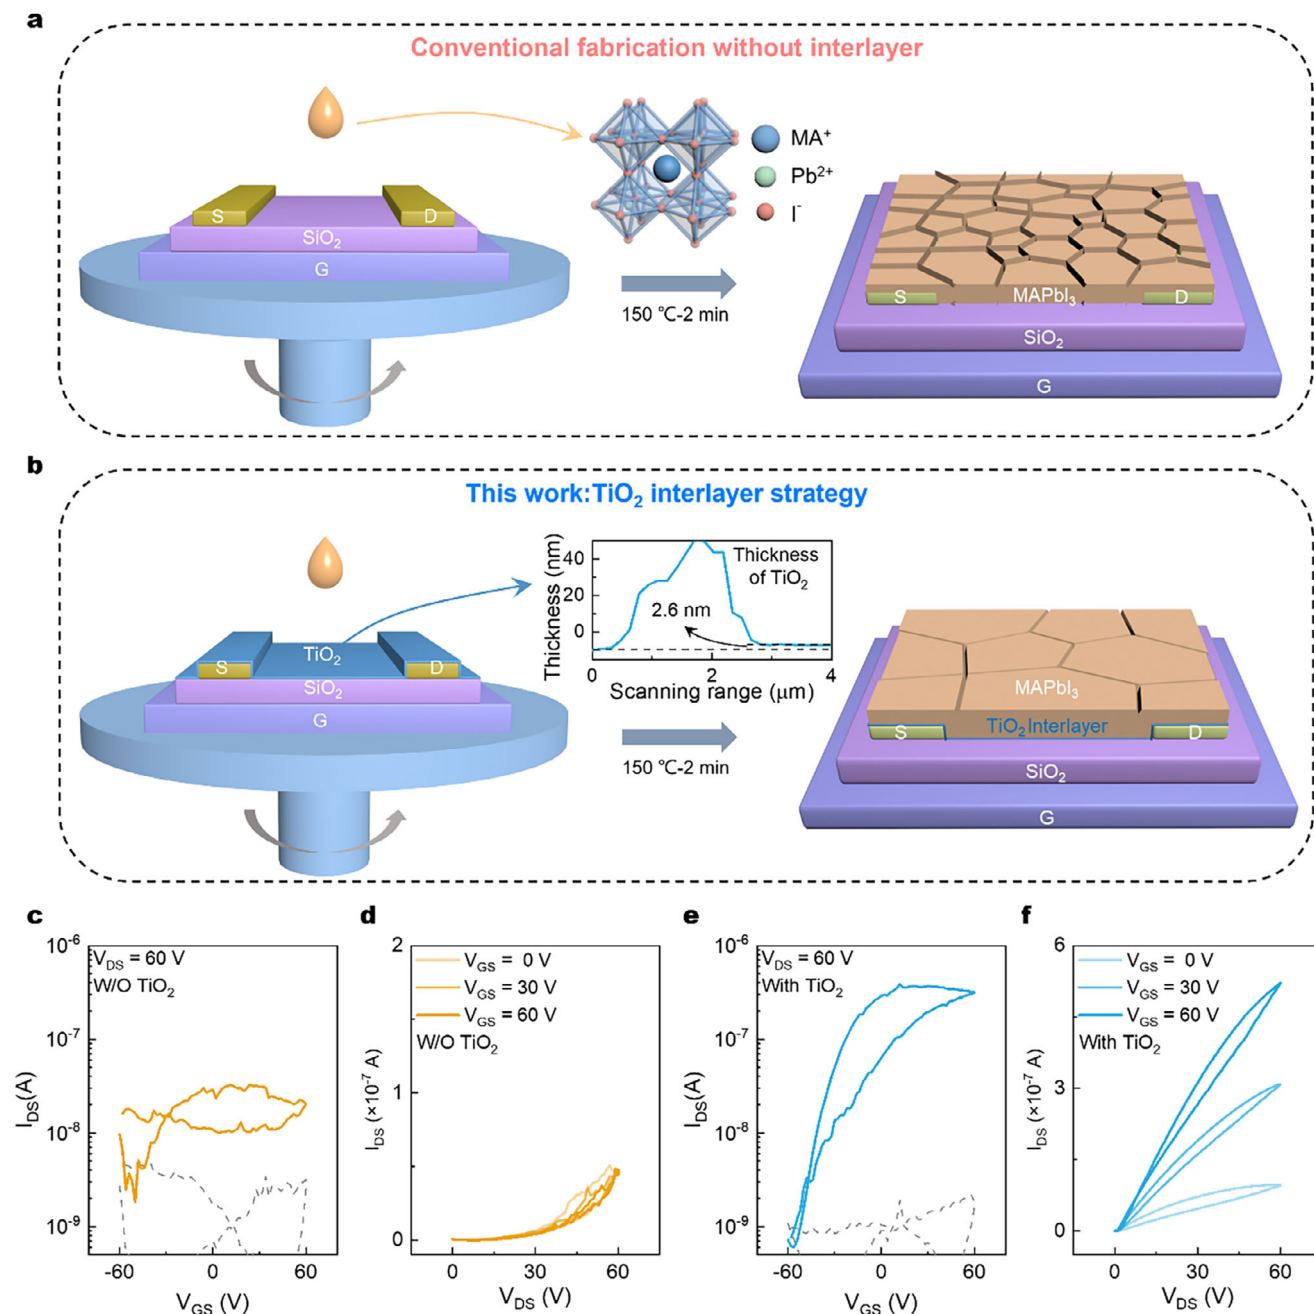 a
Conventional fabrication without interlayer
MA⁺
Pb²⁺
I⁻
S
D
SiO₂
G
150 ℃-2 min
S
MAPbI₃
D
SiO₂
G
b
This work:TiO₂ interlayer strategy
Thickness (nm)
40
20
0
Thickness
of TiO₂
2.6 nm
0
2
4
Scanning range (μm)
TiO₂
S
D
SiO₂
G
150 ℃-2 min
MAPbI₃
TiO₂ Interlayer
S
D
SiO₂
G
c
I_DS(A)
10⁻⁶
10⁻⁷
10⁻⁸
10⁻⁹
V_DS = 60 V
W/O TiO₂
-60
0
60
V_GS (V)
d
I_DS (×10⁻⁷ A)
2
1
0
V_GS = 0 V
V_GS = 30 V
V_GS = 60 V
W/O TiO₂
0
30
60
V_DS (V)
e
I_DS(A)
10⁻⁶
10⁻⁷
10⁻⁸
10⁻⁹
V_DS = 60 V
With TiO₂
-60
0
60
V_GS (V)
f
I_DS (×10⁻⁷ A)
6
3
0
V_GS = 0 V
V_GS = 30 V
V_GS = 60 V
With TiO₂
0
30
60
V_DS (V)